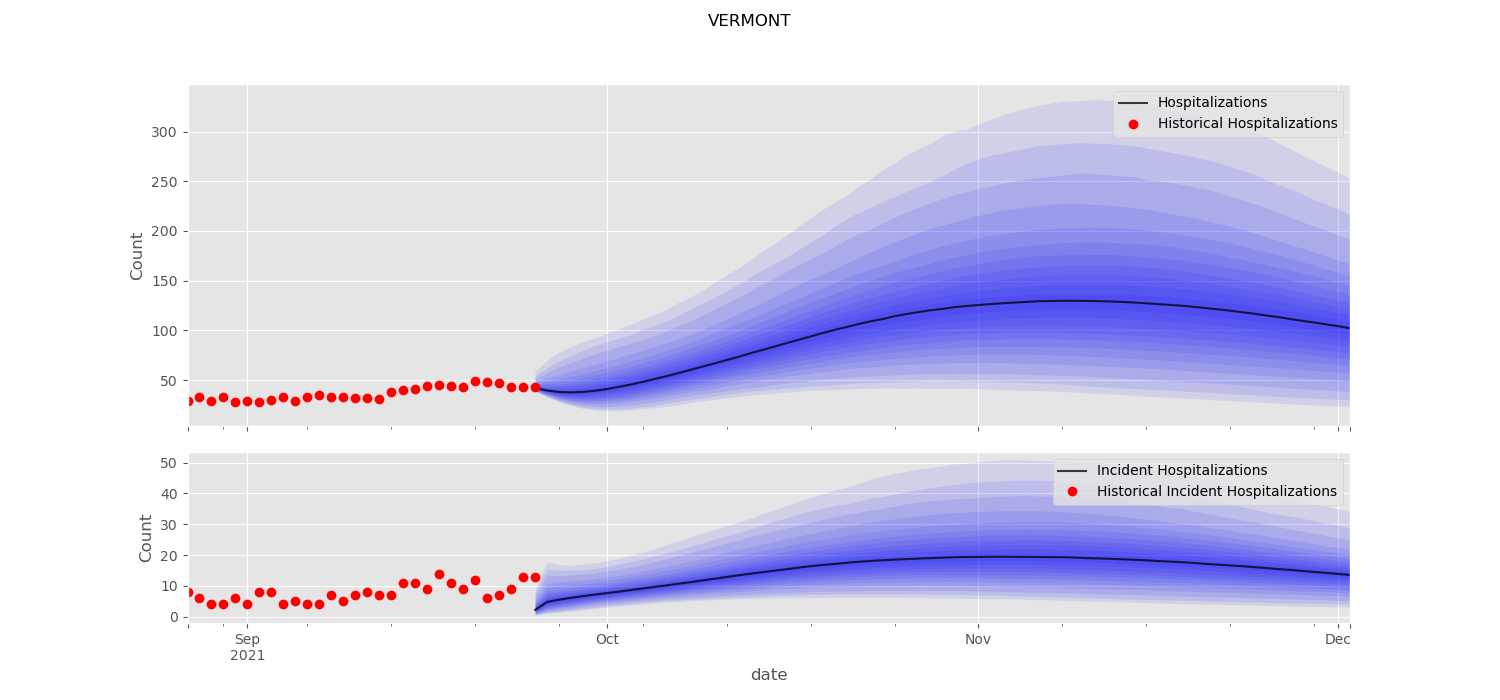 VERMONT
Hospitalizations
Historical Hospitalizations
300
250
200
150
100
50
Count
Incident Hospitalizations
Historical Incident Hospitalizations
50
40
30
20
10
0
Count
Sep
2021
Oct
Nov
Dec
date